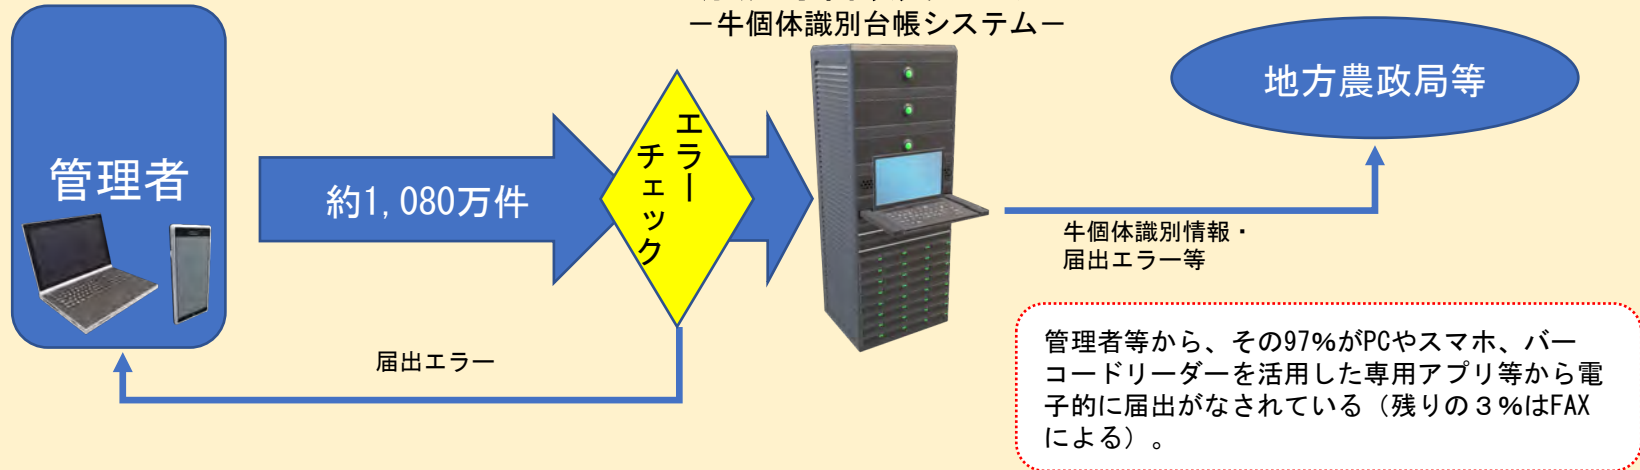 －牛個体識別台帳システム－
地方農政局等
管理者
約1,080万件
エラー
チェック
牛個体識別情報・
届出エラー等
届出エラー
管理者等から、その97%がPCやスマホ、バー
コードリーダーを活用した専用アプリ等から電
子的に届出がなされている（残りの３%はFAX
による）。